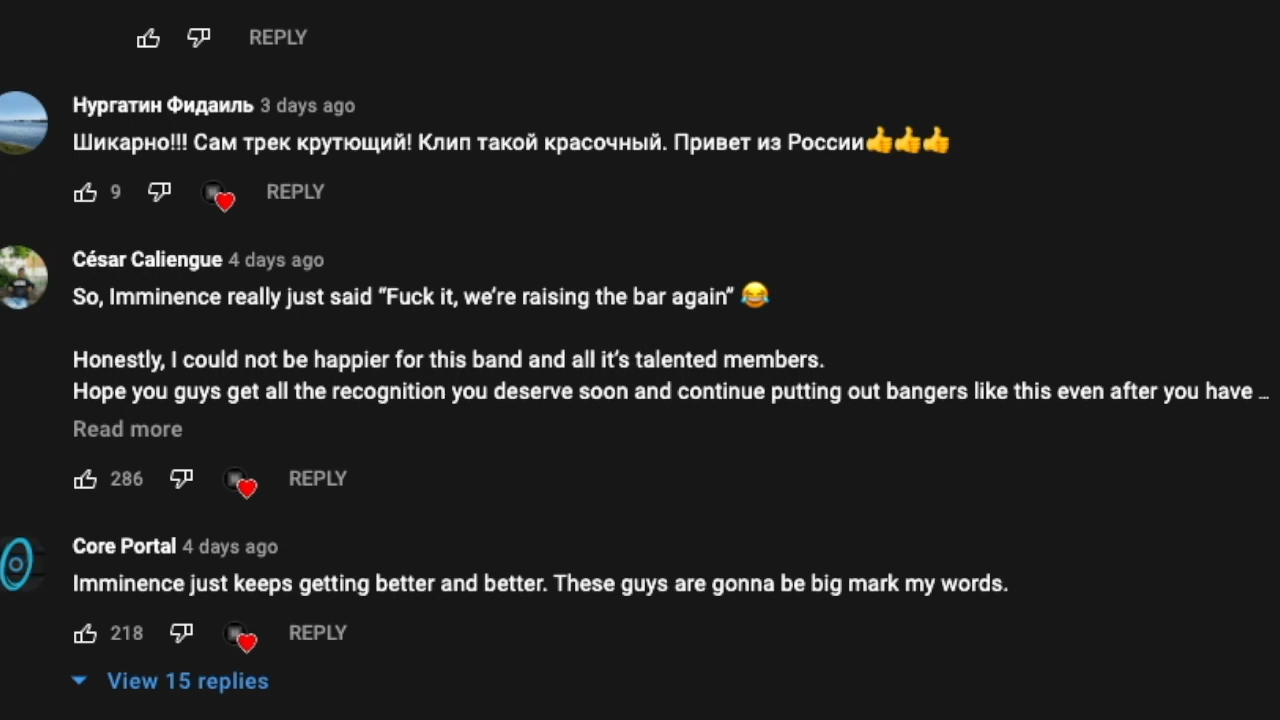 REPLY
Нургатин Фидаиль 3 days ago
Шикарно!!! Сам трек крутющий! Клип такой красочный. Привет из России👍👍👍
9 REPLY
César Caliengue 4 days ago
So, Imminence really just said “Fuck it, we’re raising the bar again” 😂
Honestly, I could not be happier for this band and all it’s talented members.
Hope you guys get all the recognition you deserve soon and continue putting out bangers like this even after you have ...
Read more
286 REPLY
Core Portal 4 days ago
Imminence just keeps getting better and better. These guys are gonna be big mark my words.
218 REPLY
View 15 replies